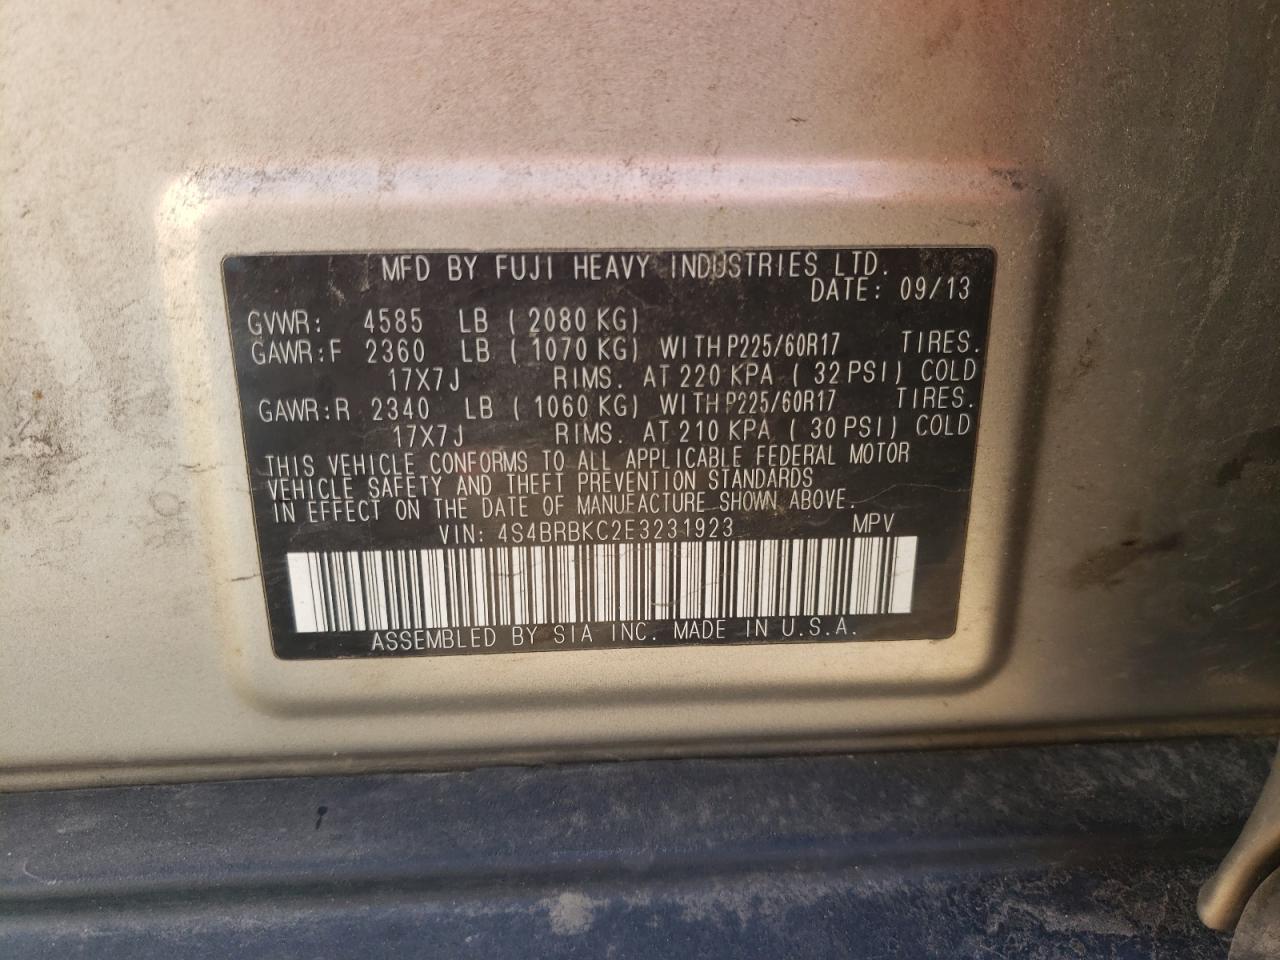 MFD BY FUJI HEAVY INDUSTRIES LTD.
DATE: 09/13
GVWR: 4585 LB (2080 KG)
GAWR:F 2360 LB (1070 KG) WITH P225/60R17 TIRES.
17X7J RIMS. AT 220 KPA (32 PSI) COLD
GAWR:R 2340 LB (1060 KG) WITH P225/60R17 TIRES.
17X7J RIMS. AT 210 KPA (30 PSI) COLD
THIS VEHICLE CONFORMS TO ALL APPLICABLE FEDERAL MOTOR
VEHICLE SAFETY AND THEFT PREVENTION STANDARDS
IN EFFECT ON THE DATE OF MANUFACTURE SHOWN ABOVE.
VIN: 4S4BRBKC2E3231923 MPV
ASSEMBLED BY SIA INC. MADE IN U.S.A.